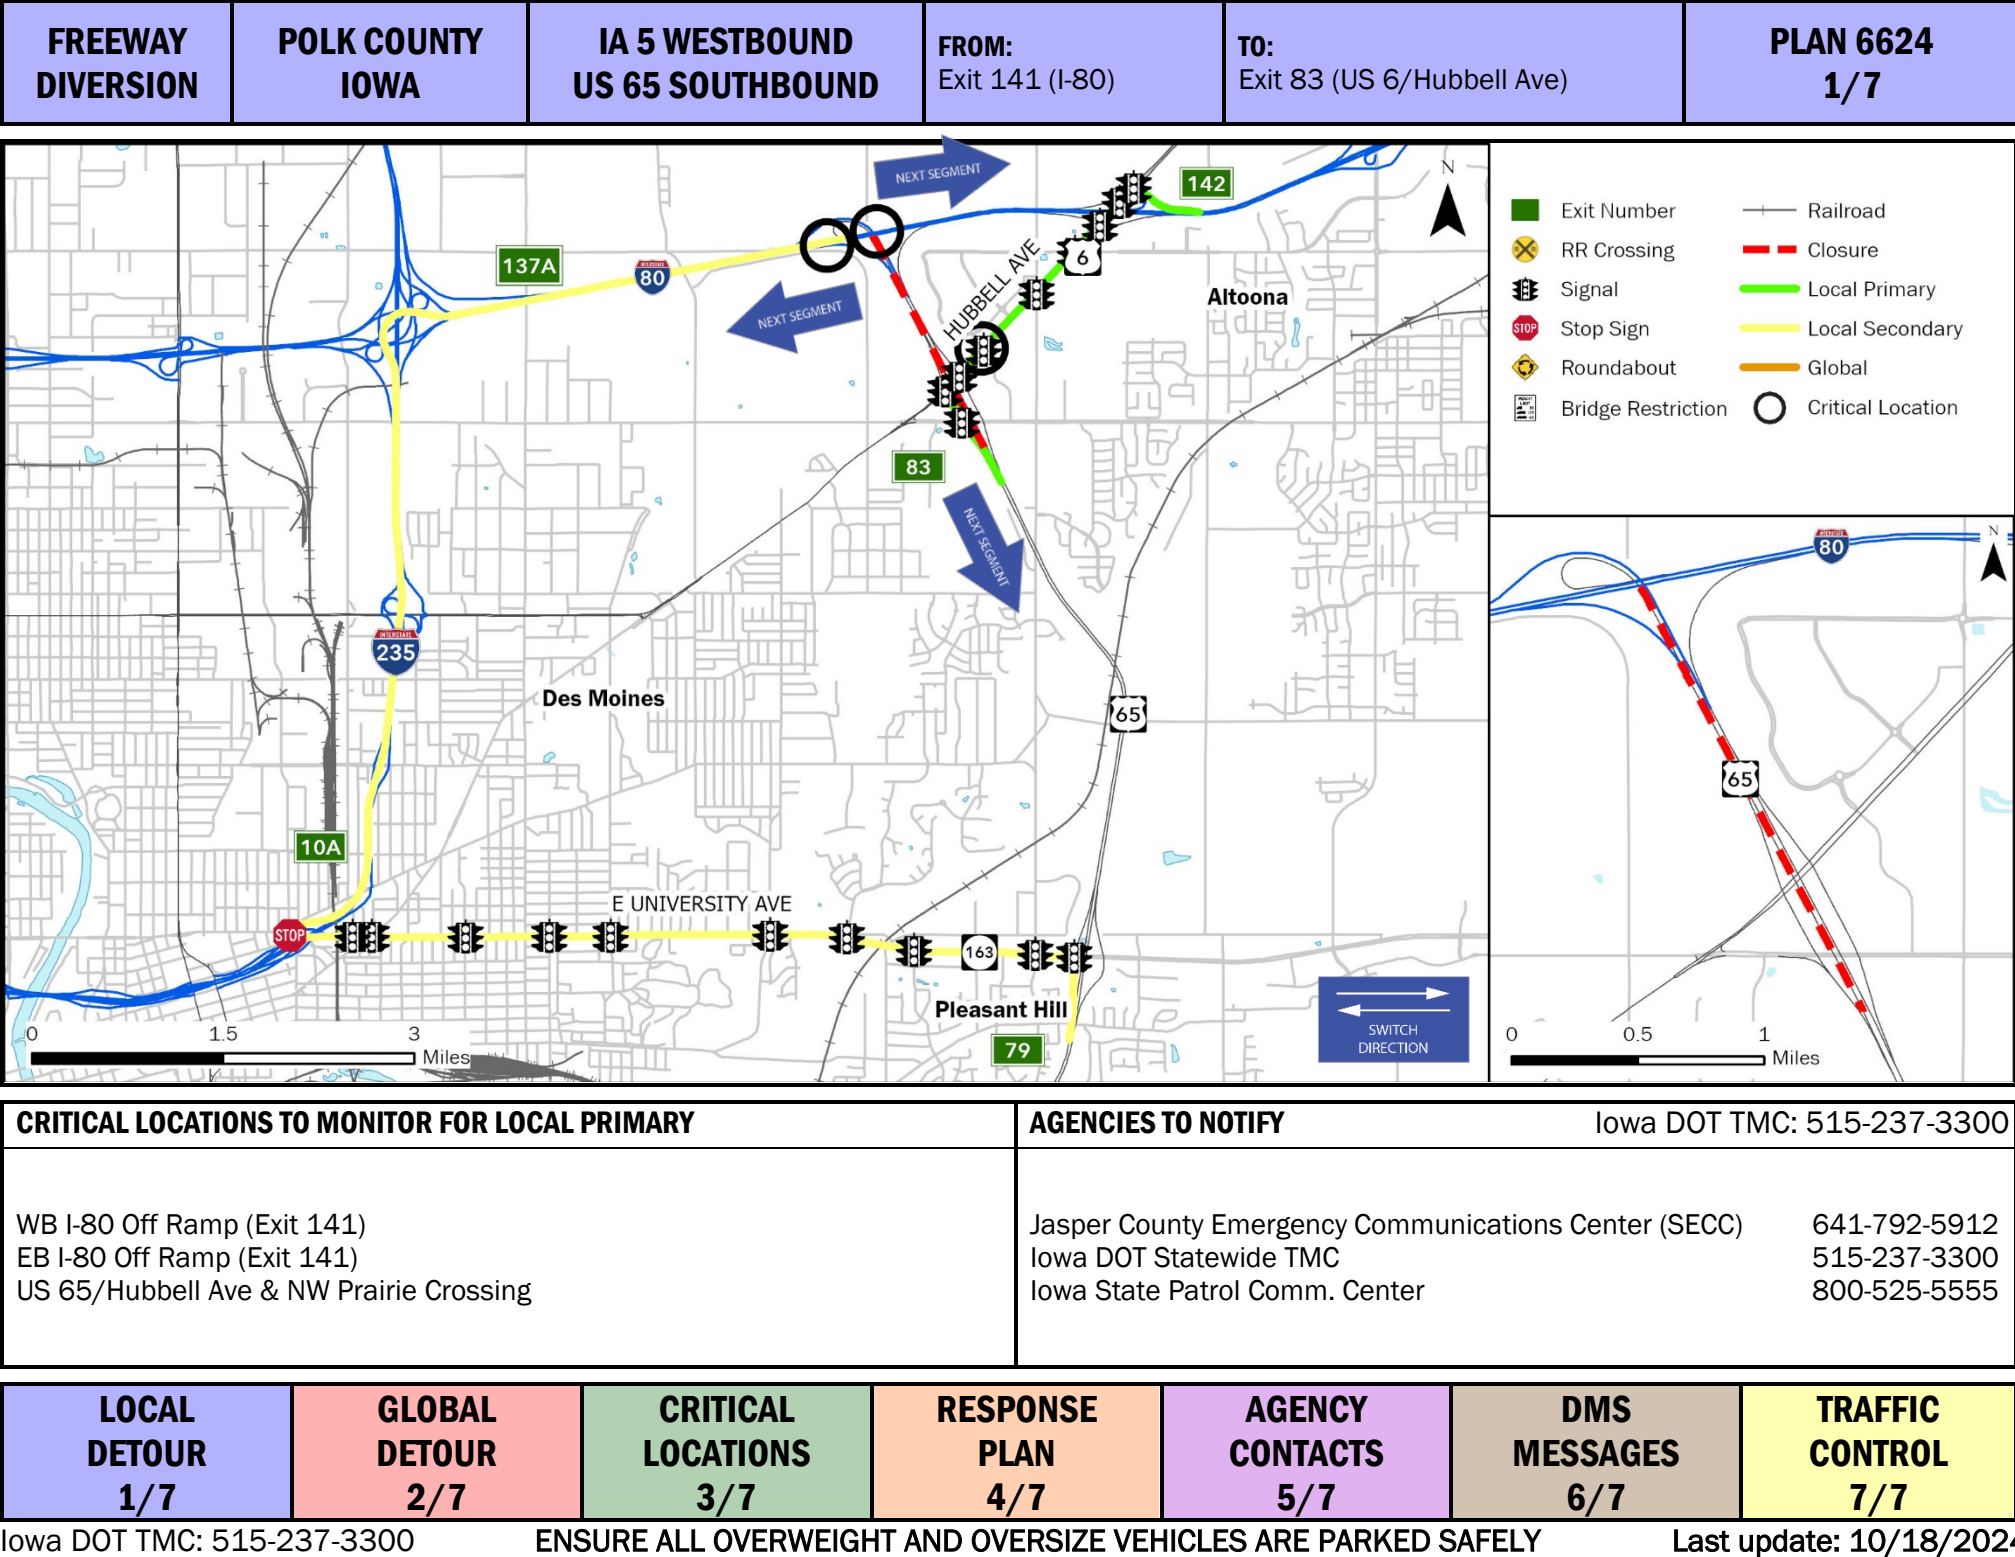 FREEWAY
DIVERSION
POLK COUNTY
IOWA
IA 5 WESTBOUND
US 65 SOUTHBOUND
FROM:
Exit 141 (I-80)
TO:
Exit 83 (US 6/Hubbell Ave)
PLAN 6624
1/7
NEXT SEGMENT
142
N
137A
INTERSTATE
80
6
HUBBELL AVE
Altoona
NEXT SEGMENT
83
NEXT SEGMENT
INTERSTATE
235
Des Moines
65
10A
E UNIVERSITY AVE
STOP
163
Pleasant Hill
79
SWITCH
DIRECTION
0 1.5 3
Miles
Exit Number
RR Crossing
Signal
STOP
Stop Sign
Roundabout
Bridge Restriction
Railroad
Closure
Local Primary
Local Secondary
Global
Critical Location
INTERSTATE
80
N
65
0 0.5 1
Miles
CRITICAL LOCATIONS TO MONITOR FOR LOCAL PRIMARY
WB I-80 Off Ramp (Exit 141)
EB I-80 Off Ramp (Exit 141)
US 65/Hubbell Ave & NW Prairie Crossing
AGENCIES TO NOTIFY Iowa DOT TMC: 515-237-3300
Jasper County Emergency Communications Center (SECC) 641-792-5912
Iowa DOT Statewide TMC 515-237-3300
Iowa State Patrol Comm. Center 800-525-5555
LOCAL
DETOUR
1/7
GLOBAL
DETOUR
2/7
CRITICAL
LOCATIONS
3/7
RESPONSE
PLAN
4/7
AGENCY
CONTACTS
5/7
DMS
MESSAGES
6/7
TRAFFIC
CONTROL
7/7
Iowa DOT TMC: 515-237-3300 ENSURE ALL OVERWEIGHT AND OVERSIZE VEHICLES ARE PARKED SAFELY Last update: 10/18/202